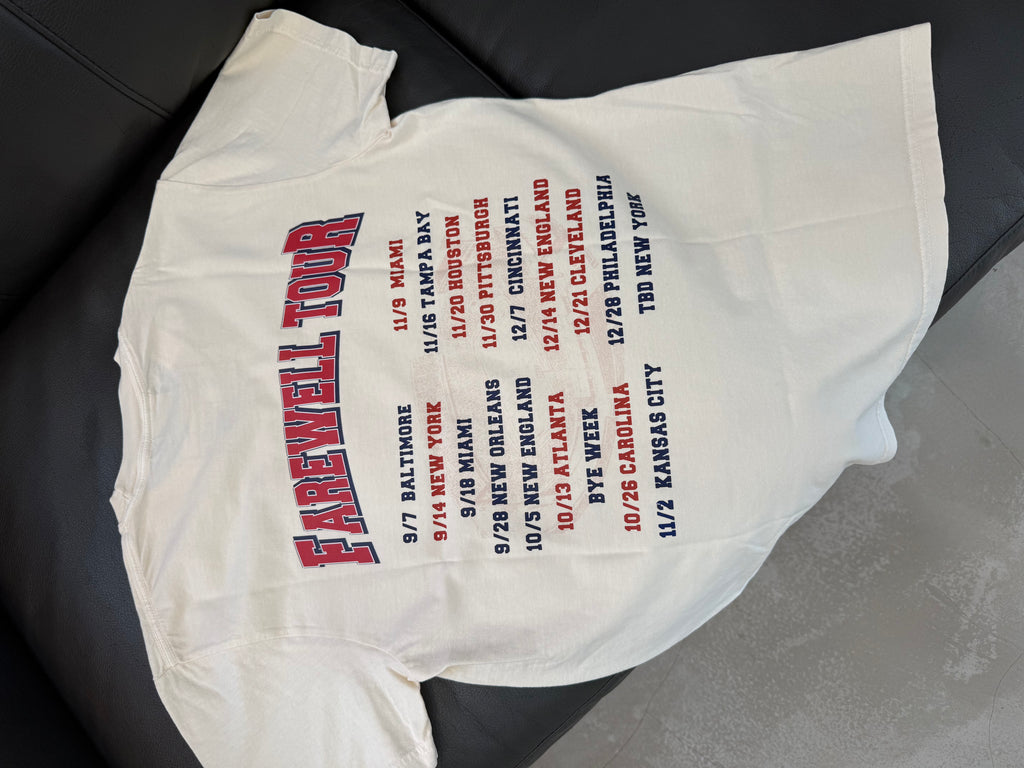 FAREWELL TOUR
9/7 BALTIMORE
9/14 NEW YORK
9/18 MIAMI
9/28 NEW ORLEANS
10/5 NEW ENGLAND
10/13 ATLANTA
BYE WEEK
10/26 CAROLINA
11/2 KANSAS CITY
11/9 MIAMI
11/16 TAMPA BAY
11/20 HOUSTON
11/30 PITTSBURGH
12/7 CINCINNATI
12/14 NEW ENGLAND
12/21 CLEVELAND
12/28 PHILADELPHIA
TBD NEW YORK